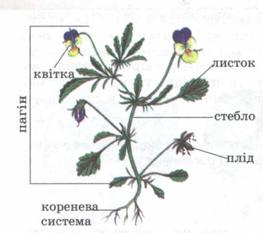 квітка
листок
пагін
стебло
плід
коренева
система